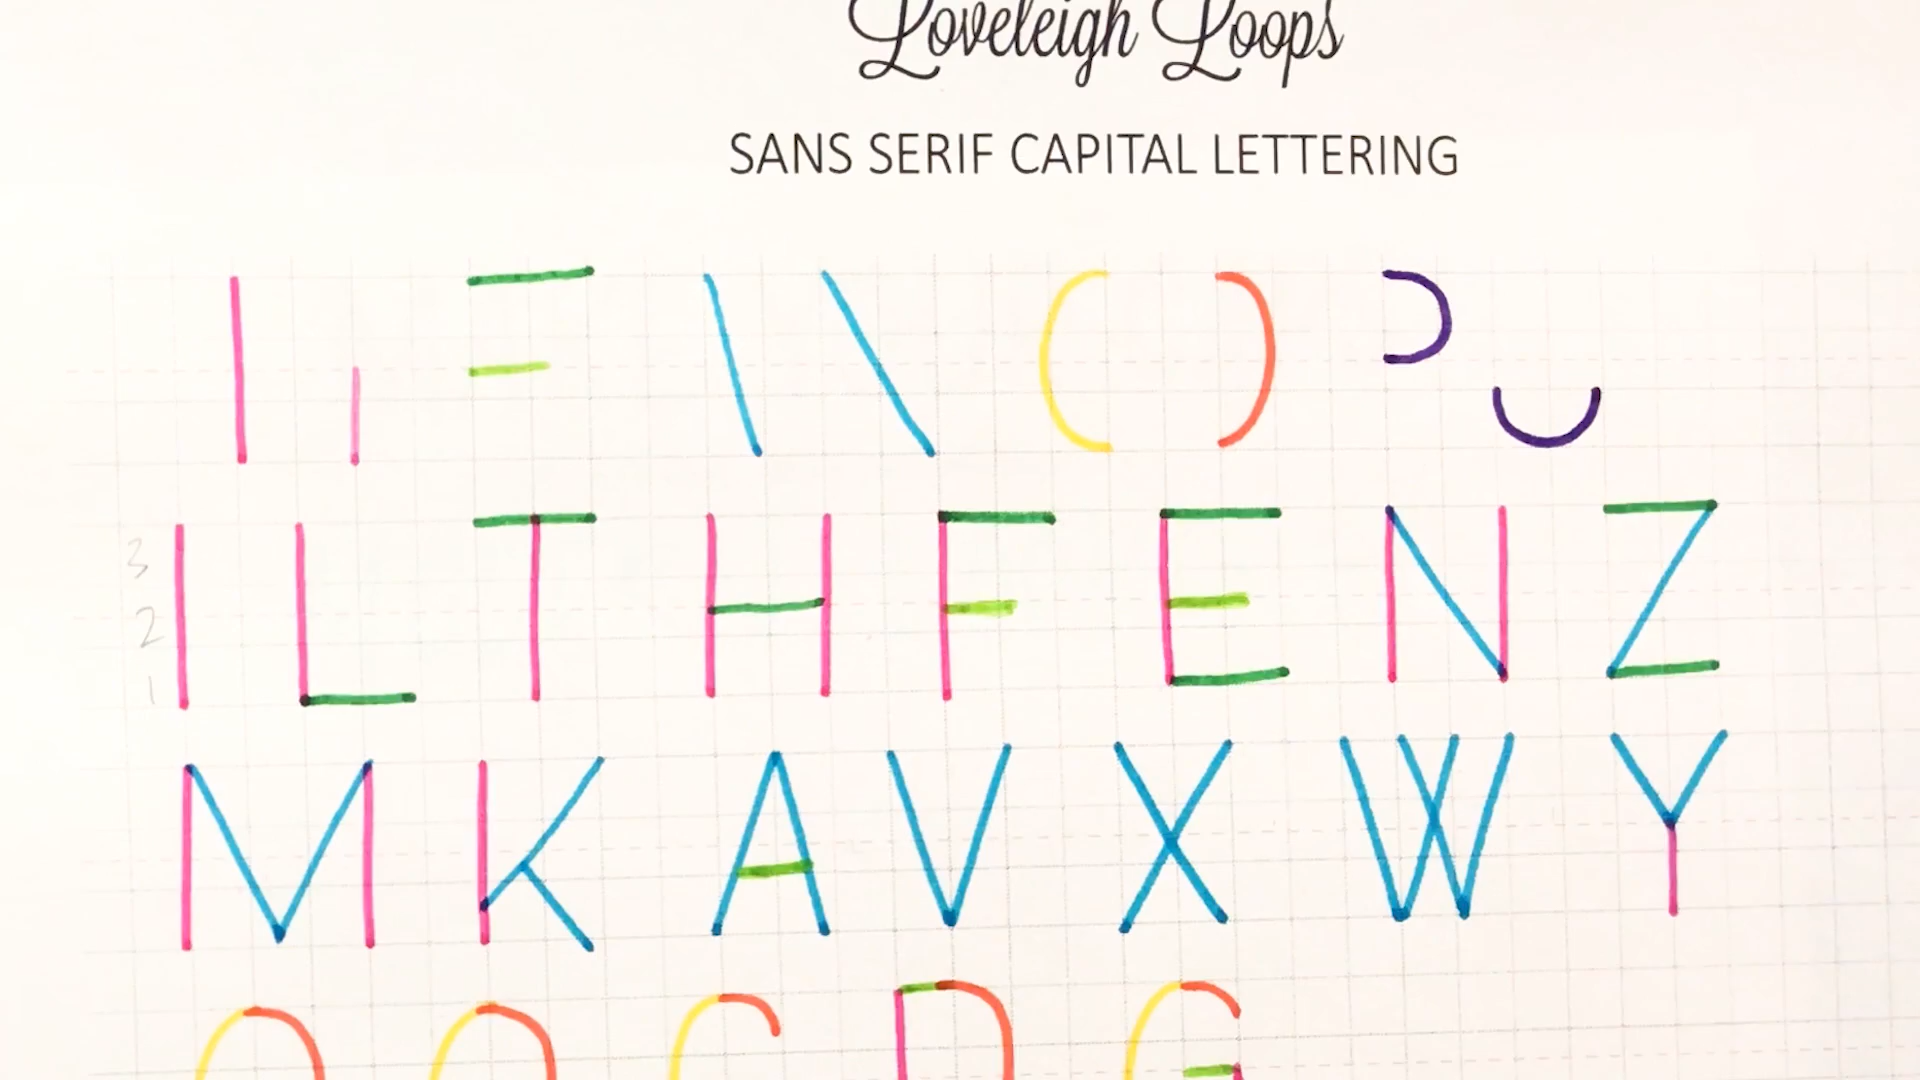 Loveleigh Loops
SANS SERIF CAPITAL LETTERING
3
2
1
I L T H F E N Z
M K A V X W Y
C D G